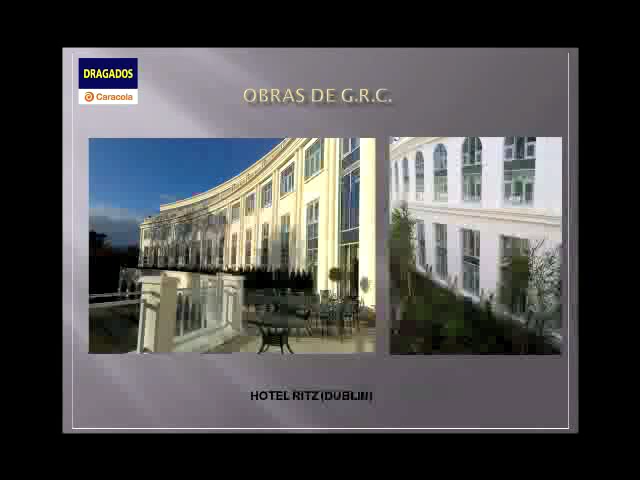 DRAGADOS
Caracola
OBRAS DE G.R.C.
HOTEL RITZ (DUBLIN)